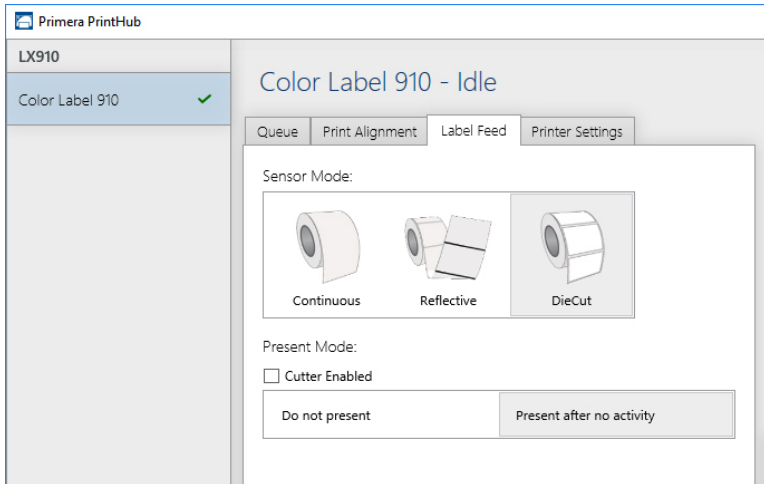 Primera PrintHub
LX910
Color Label 910
Color Label 910 - Idle
Queue Print Alignment Label Feed Printer Settings
Sensor Mode:
Continuous Reflective DieCut
Present Mode:
Cutter Enabled
Do not present Present after no activity